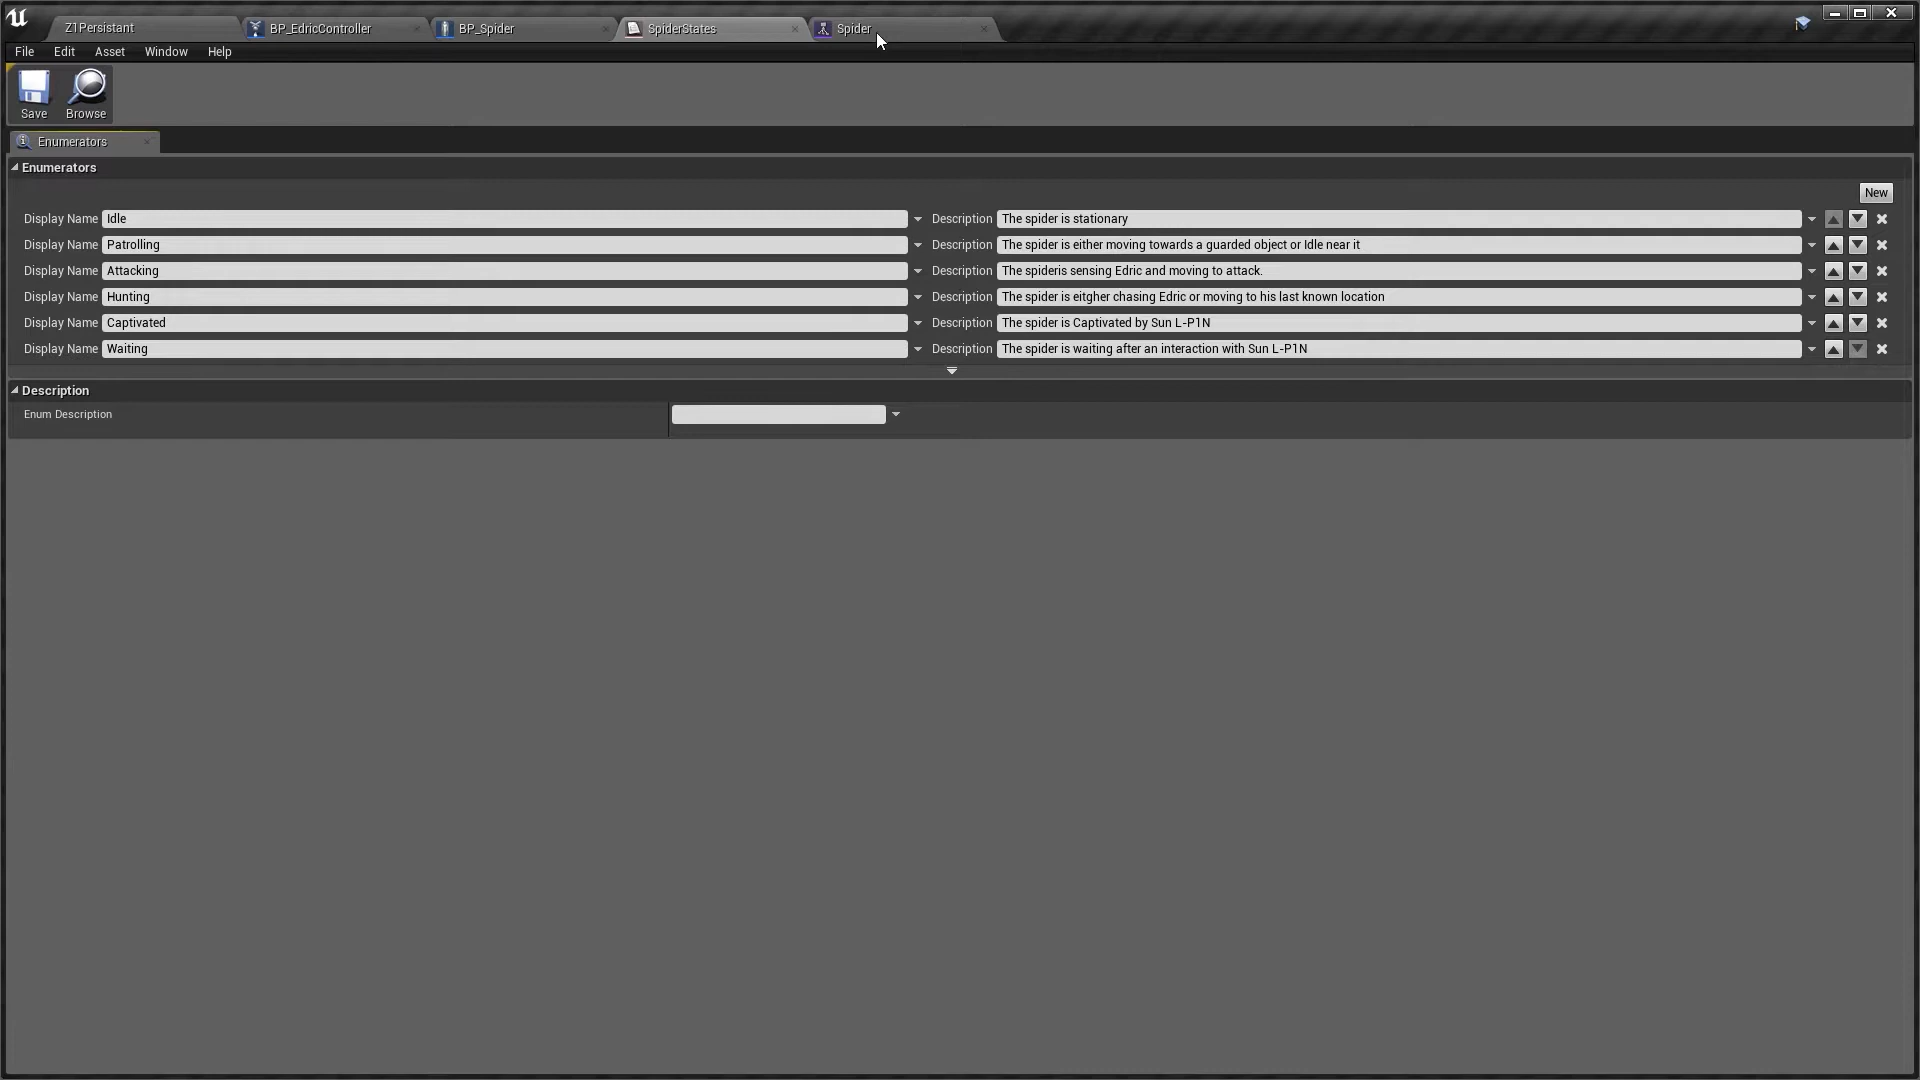 Z1Persistant BP_EdricController BP_Spider SpiderStates Spider
File Edit Asset Window Help
Save Browse
Enumerators
Enumerators
New
Display Name Idle Description The spider is stationary
Display Name Patrolling Description The spider is either moving towards a guarded object or Idle near it
Display Name Attacking Description The spideris sensing Edric and moving to attack.
Display Name Hunting Description The spider is eitgher chasing Edric or moving to his last known location
Display Name Captivated Description The spider is Captivated by Sun L-P1N
Display Name Waiting Description The spider is waiting after an interaction with Sun L-P1N
Description
Enum Description